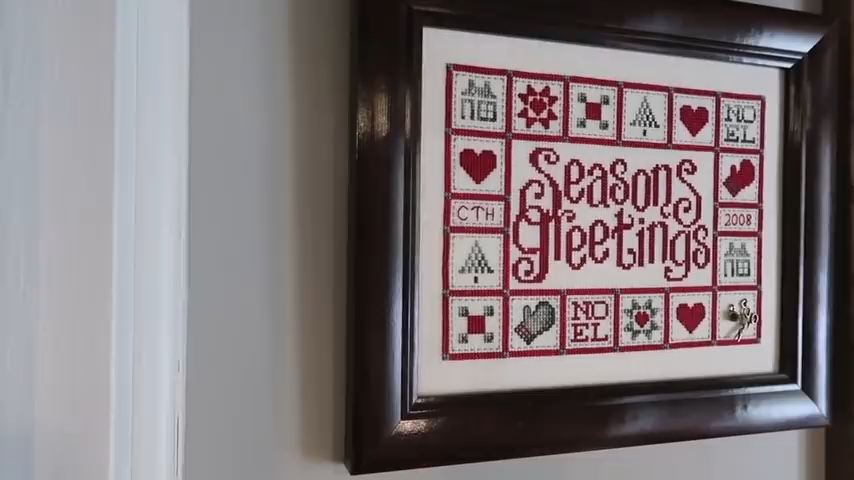 NO
EL
Seasons
Greetings
CTH
2008
NO
EL